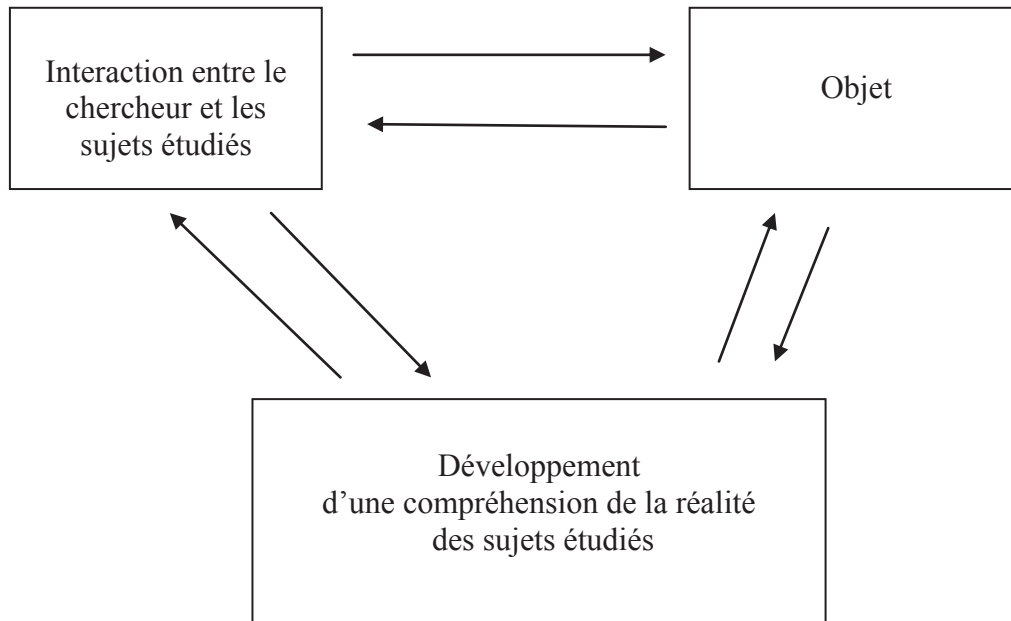 Interaction entre le
chercheur et les
sujets étudiés
Objet
Développement
d’une compréhension de la réalité
des sujets étudiés